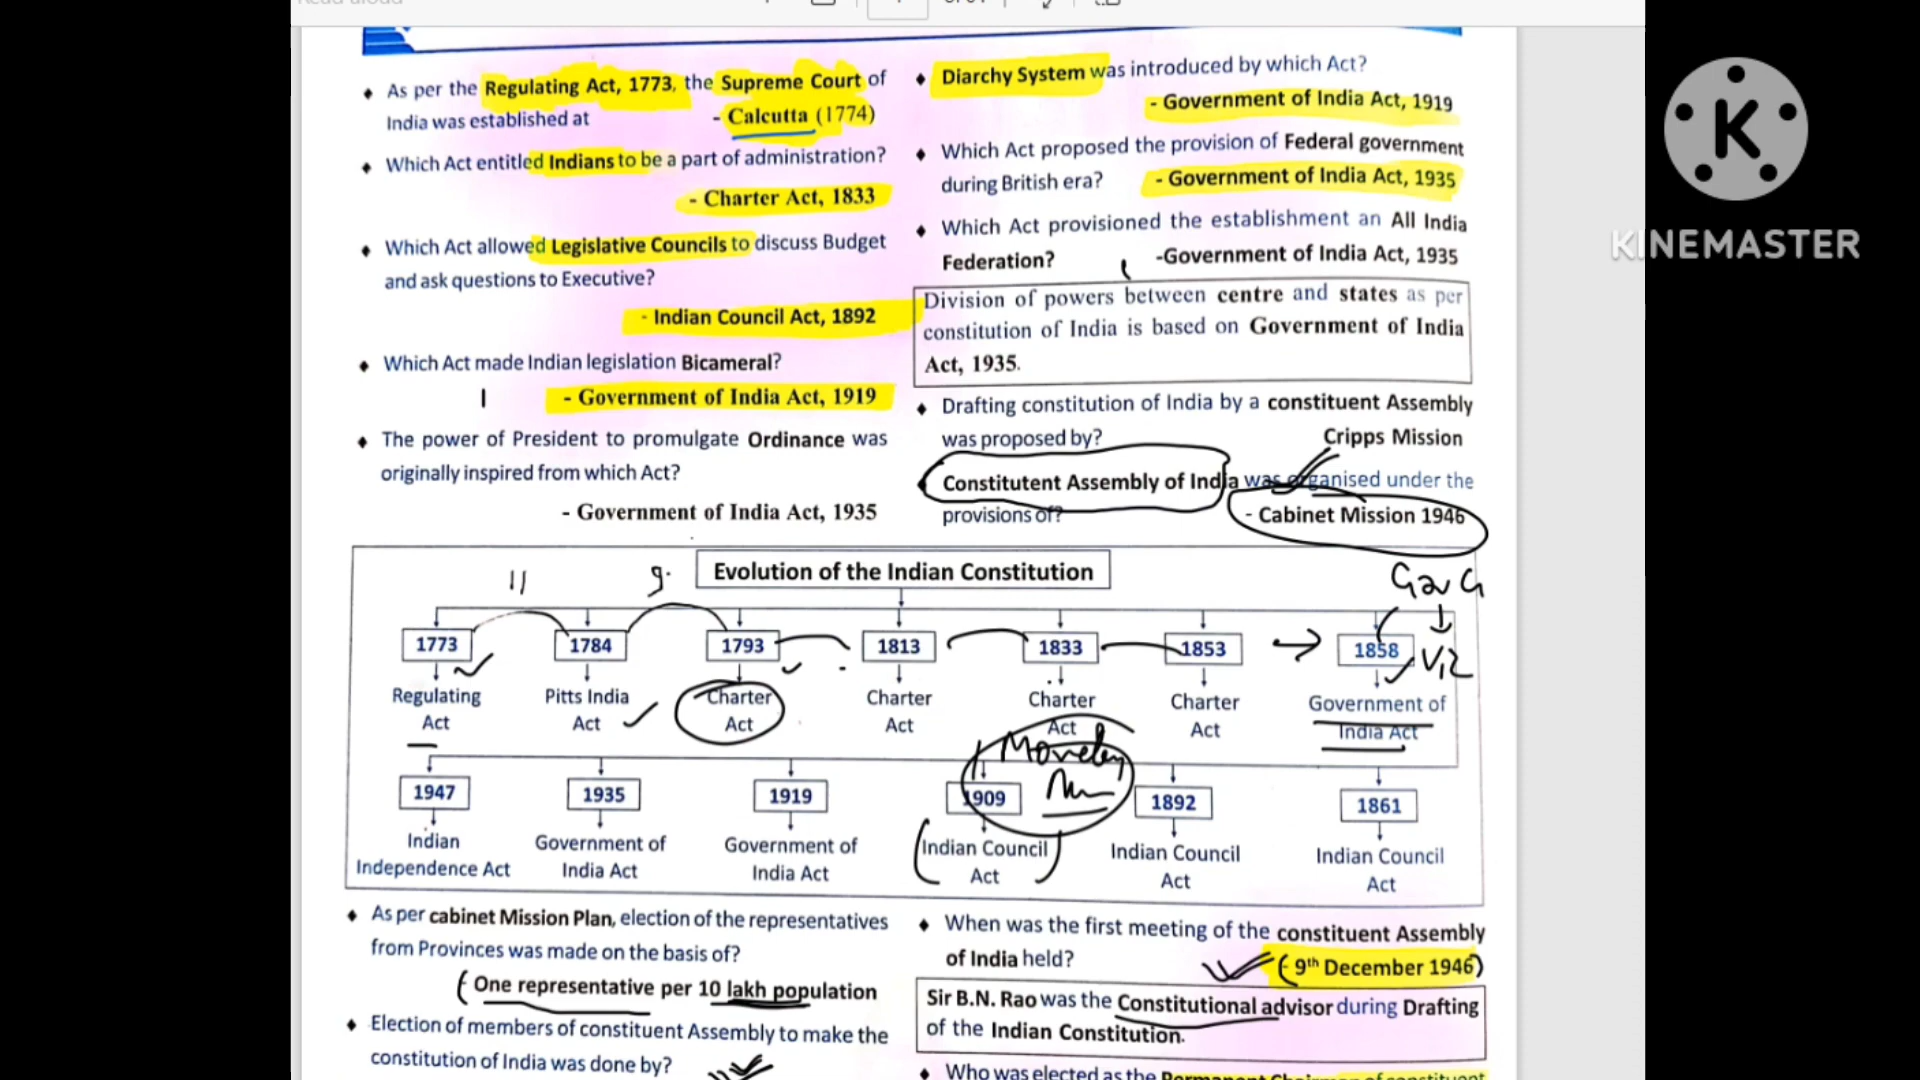 ♦ As per the Regulating Act, 1773, the Supreme Court of
India was established at - Calcutta (1774)
♦ Which Act entitled Indians to be a part of administration?
- Charter Act, 1833
♦ Which Act allowed Legislative Councils to discuss Budget
and ask questions to Executive?
- Indian Council Act, 1892
♦ Which Act made Indian legislation Bicameral?
- Government of India Act, 1919
♦ The power of President to promulgate Ordinance was
originally inspired from which Act?
- Government of India Act, 1935
♦ Diarchy System was introduced by which Act?
- Government of India Act, 1919
♦ Which Act proposed the provision of Federal government
during British era? - Government of India Act, 1935
♦ Which Act provisioned the establishment an All India
Federation? -Government of India Act, 1935
Division of powers between centre and states as per
constitution of India is based on Government of India
Act, 1935.
♦ Drafting constitution of India by a constituent Assembly
was proposed by? Cripps Mission
♦ Constitutent Assembly of India was organised under the
provisions of? - Cabinet Mission 1946
Evolution of the Indian Constitution
11 9.
1773 1784 1793 1813 1833 1853 1858
Regulating Pitts India Charter Charter Charter Charter Government of
Act Act Act Act Act Act India Act
1947 1935 1919 1909 1892 1861
Indian Government of Government of Indian Council Indian Council Indian Council
Independence Act India Act India Act Act Act Act
♦ As per cabinet Mission Plan, election of the representatives
from Provinces was made on the basis of?
One representative per 10 lakh population
♦ Election of members of constituent Assembly to make the
constitution of India was done by?
♦ When was the first meeting of the constituent Assembly
of India held? - 9th December 1946
Sir B.N. Rao was the Constitutional advisor during Drafting
of the Indian Constitution.
♦ Who was elected as the Permanent Chairman of constituent
K
KINEMASTER